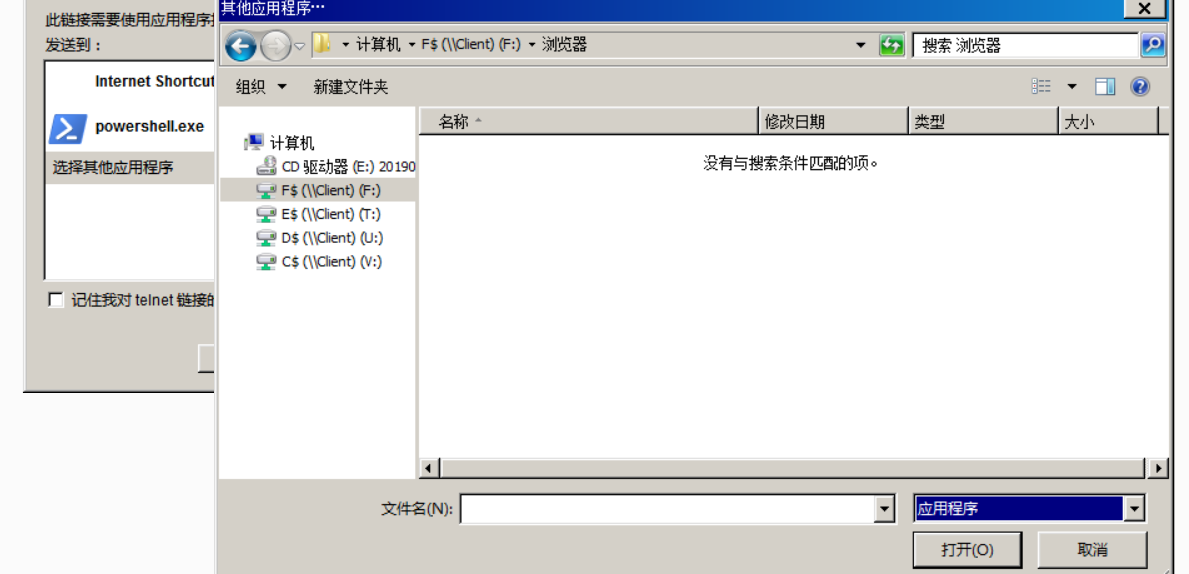 此链接需要使用应用程序
发送到：
Internet Shortcut
powershell.exe
选择其他应用程序
记住我对 telnet 链接的
其他应用程序…
计算机 F$ (\\Client) (F:) 浏览器
搜索 浏览器
组织 新建文件夹
计算机
CD 驱动器 (E:) 20190
F$ (\\Client) (F:)
E$ (\\Client) (T:)
D$ (\\Client) (U:)
C$ (\\Client) (V:)
名称 修改日期 类型 大小
没有与搜索条件匹配的项。
文件名(N):
应用程序
打开(O) 取消